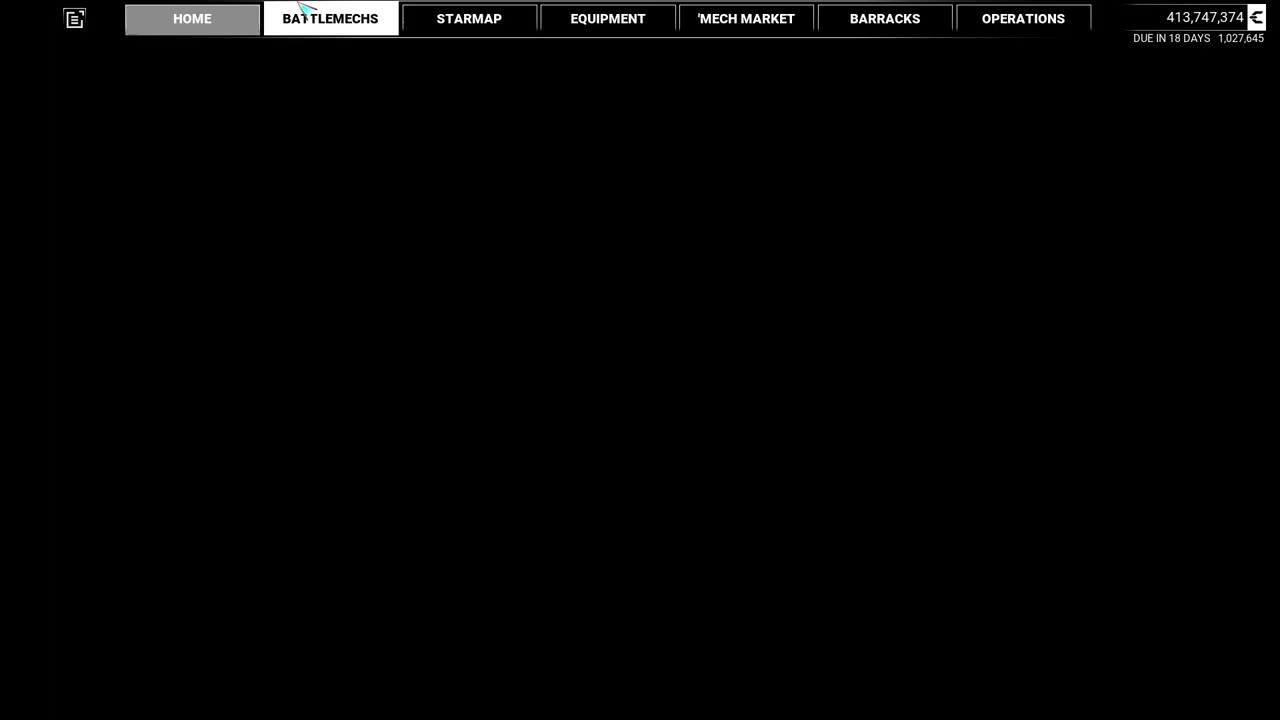 HOME
BATTLEMECHS
STARMAP
EQUIPMENT
'MECH MARKET
BARRACKS
OPERATIONS
413,747,374
DUE IN 18 DAYS 1,027,645